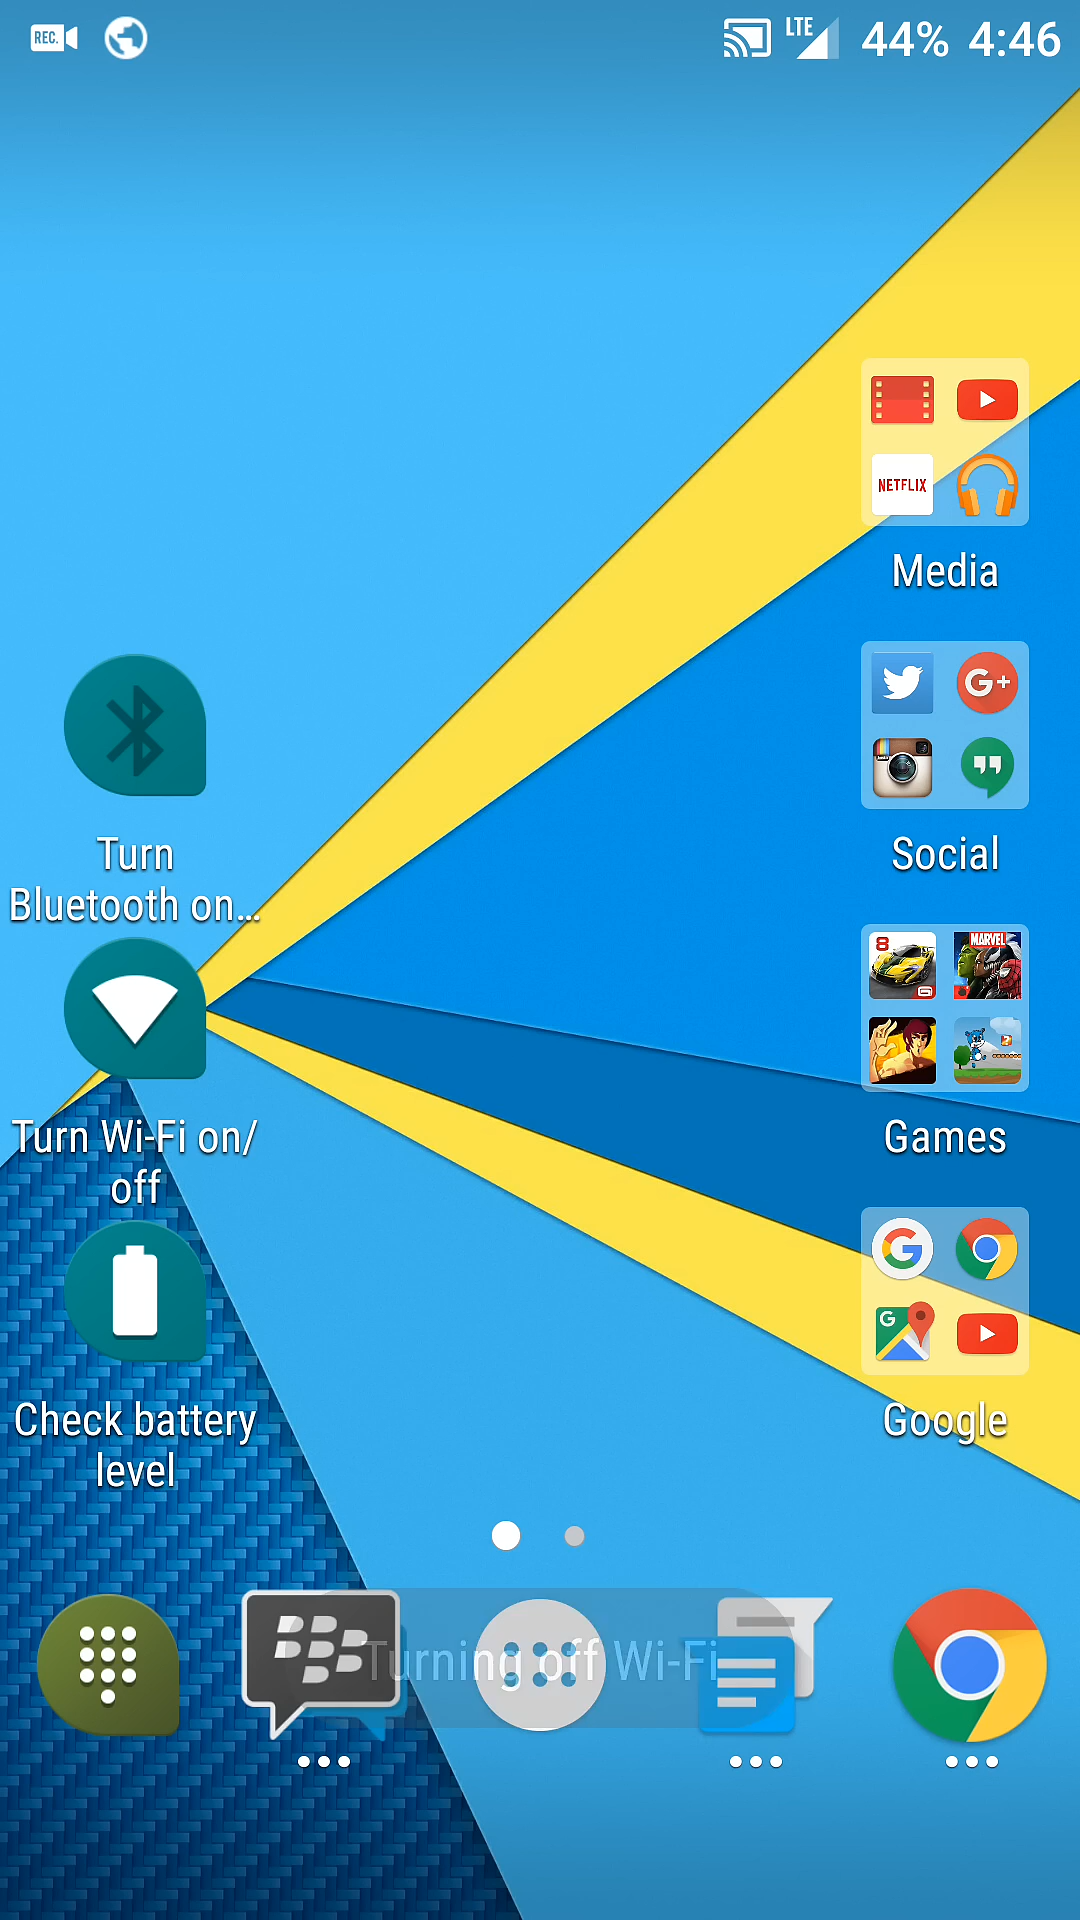 REC.
LTE
44% 4:46
NETFLIX
Media
G+
Social
8
MARVEL
Games
G
G
Google
Turn
Bluetooth on…
Turn Wi-Fi on/
off
Check battery
level
Turning off Wi-Fi